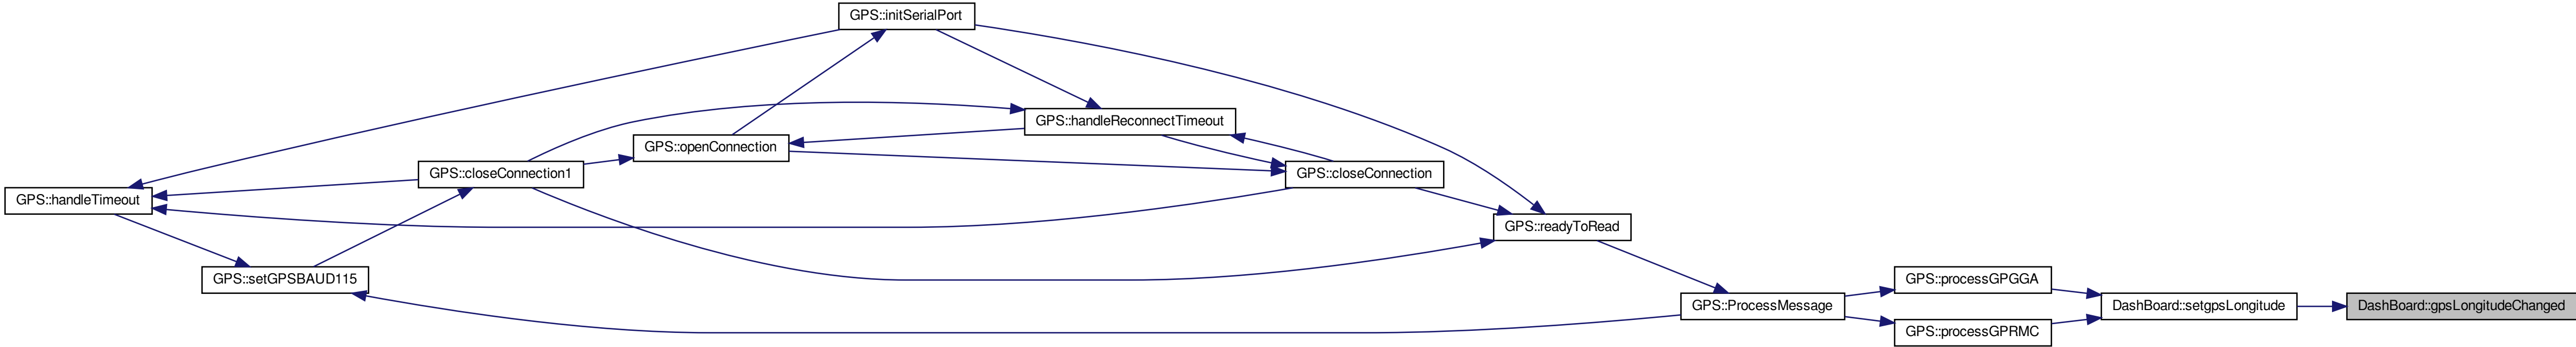 GPS::initSerialPort
GPS::handleReconnectTimeout
GPS::openConnection
GPS::closeConnection1
GPS::closeConnection
GPS::handleTimeout
GPS::readyToRead
GPS::setGPSBAUD115
GPS::processGPGGA
GPS::ProcessMessage
DashBoard::setgpsLongitude
DashBoard::gpsLongitudeChanged
GPS::processGPRMC